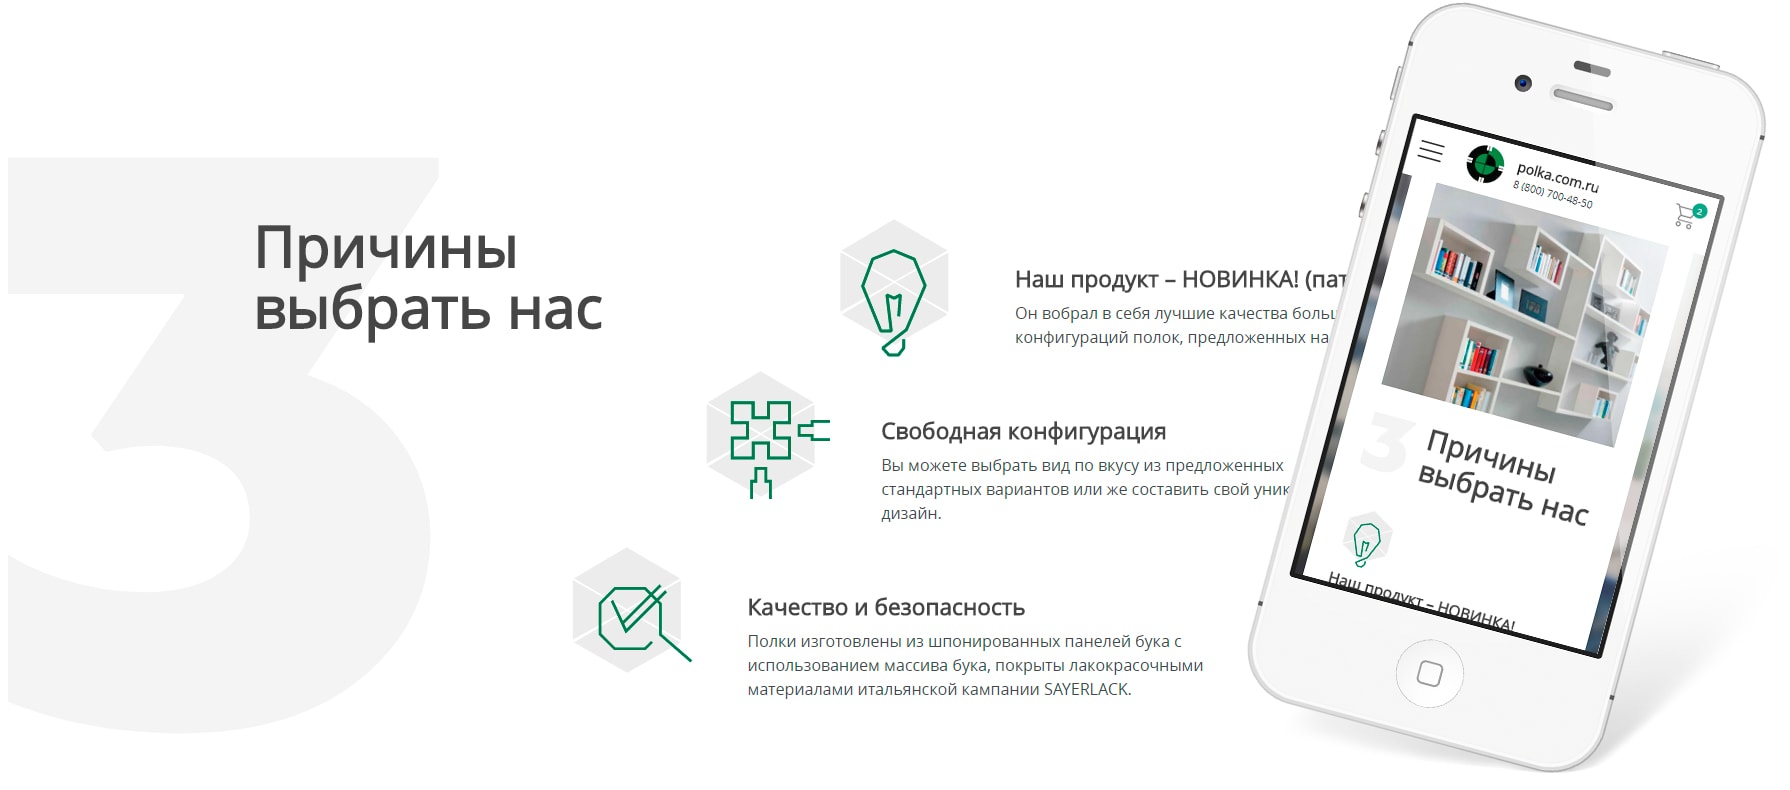 3
Причины
выбрать нас
Наш продукт – НОВИНКА! (пат
Он вобрал в себя лучшие качества
конфигураций полок, предложенных на
Свободная конфигурация
Вы можете выбрать вид по вкусу из предложенных
стандартных вариантов или же составить свой уник
дизайн.
Качество и безопасность
Полки изготовлены из шпонированных панелей бука с
использованием массива бука, покрыты лакокрасочными
материалами итальянской кампании SAYERLACK.
polka.com.ru
8 (800) 700-48-50
2
3
Причины
выбрать нас
Наш продукт – НОВИНКА!